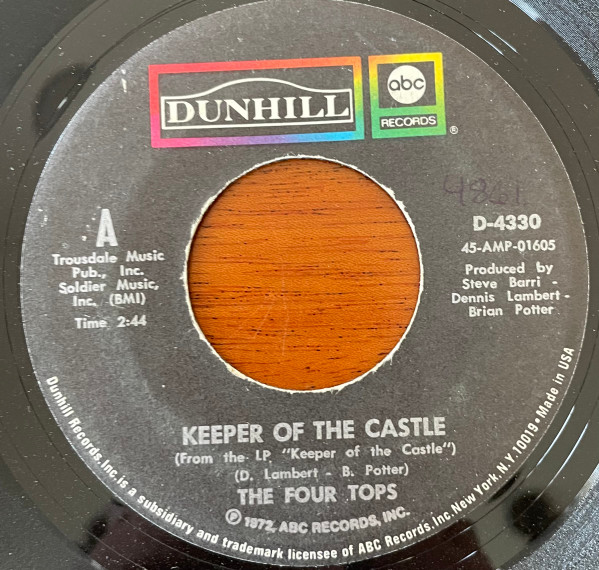 DUNHILL
abc
RECORDS
®
4861
D-4330
45-AMP-01605
A
Trousdale Music
Pub., Inc.
Soldier Music,
Inc. (BMI)
Time 2:44
Produced by
Steve Barri -
Dennis Lambert -
Brian Potter
KEEPER OF THE CASTLE
(From the LP "Keeper of the Castle")
(D. Lambert - B. Potter)
THE FOUR TOPS
Ⓟ 1972, ABC RECORDS, INC.
Dunhill Records, Inc. is a subsidiary and trademark licensee of ABC Records, Inc. New York, N.Y. 10019 • Made in USA